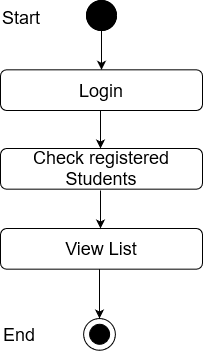 Start
Login
Check registered
Students
View List
End